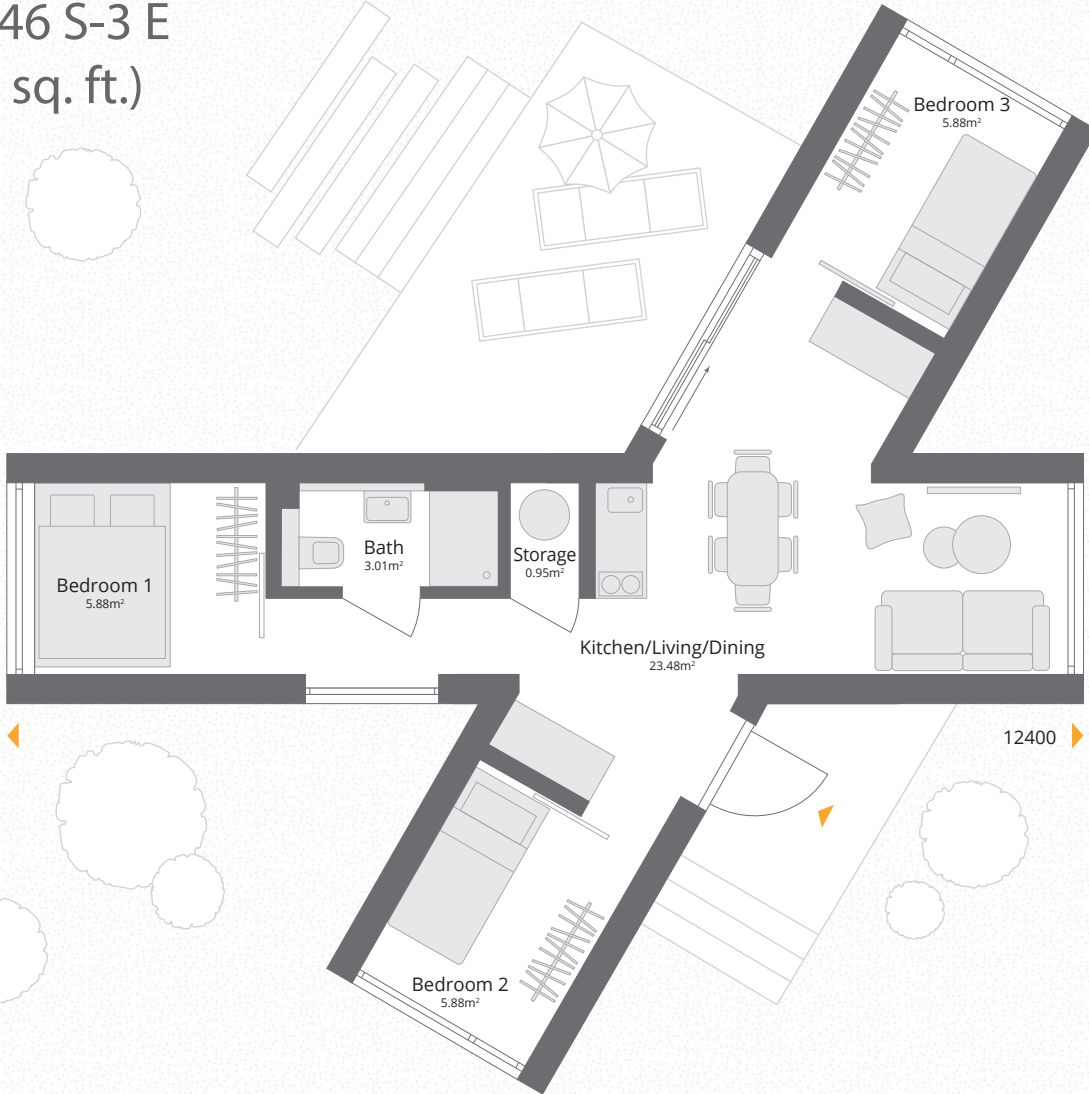 46 S-3 E
sq. ft.)
Bedroom 3
5.88m²
Bath
3.01m²
Storage
0.95m²
Bedroom 1
5.88m²
Kitchen/Living/Dining
23.48m²
12400
Bedroom 2
5.88m²